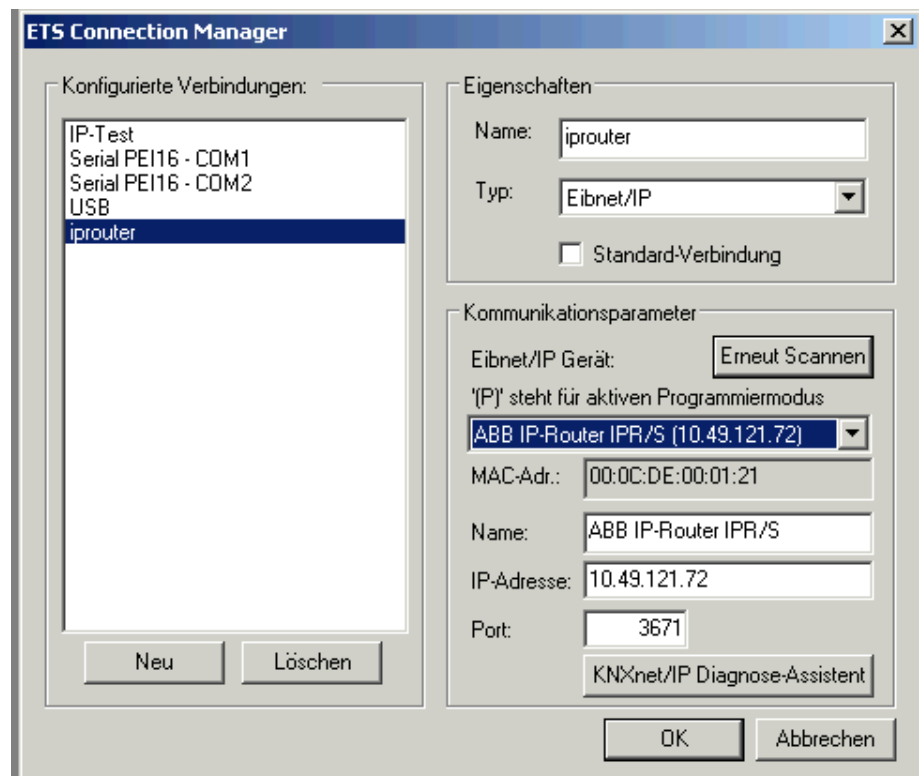 ETS Connection Manager
Konfigurierte Verbindungen:
IP-Test
Serial PEI16 - COM1
Serial PEI16 - COM2
USB
iprouter
Neu
Löschen
Eigenschaften
Name:
iprouter
Typ:
Eibnet/IP
Standard-Verbindung
Kommunikationsparameter
Eibnet/IP Gerät:
Erneut Scannen
'(P)' steht für aktiven Programmiermodus
ABB IP-Router IPR/S (10.49.121.72)
MAC-Adr.:
00:0C:DE:00:01:21
Name:
ABB IP-Router IPR/S
IP-Adresse:
10.49.121.72
Port:
3671
KNXnet/IP Diagnose-Assistent
OK
Abbrechen